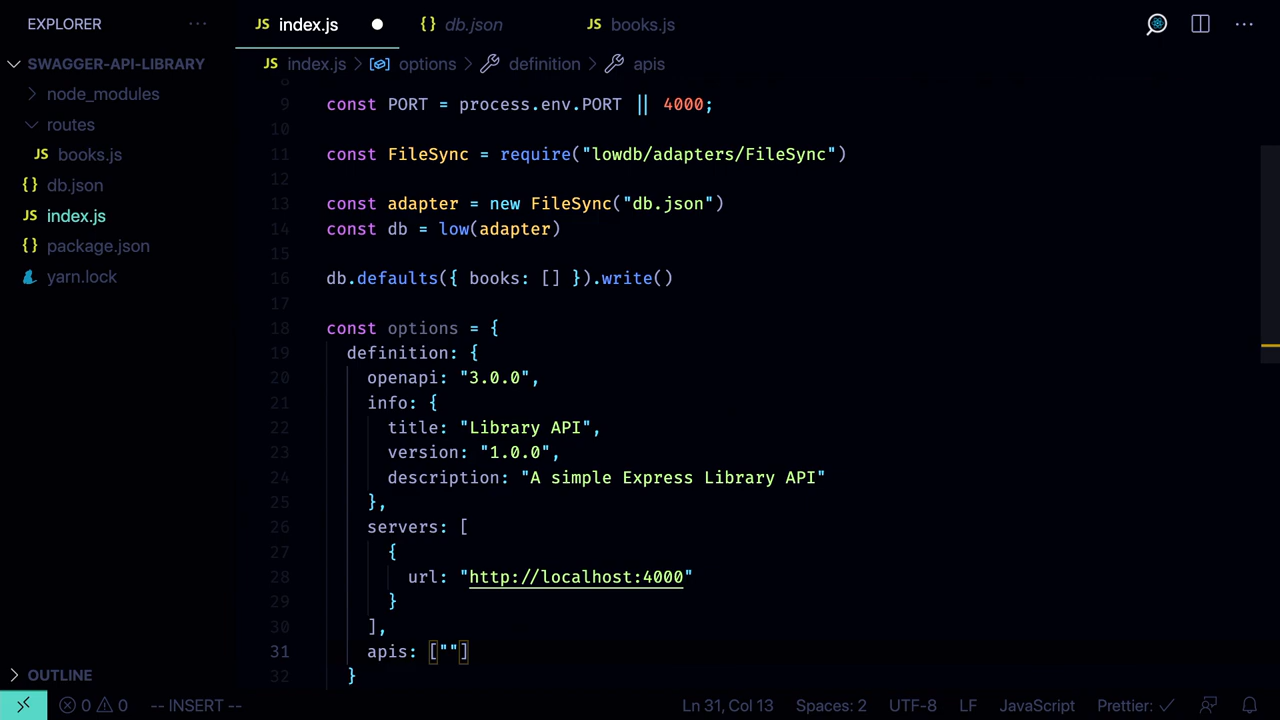 EXPLORER ···
JS index.js
{} db.json
JS books.js
···
SWAGGER-API-LIBRARY
node_modules
routes
JS books.js
{} db.json
JS index.js
{} package.json
yarn.lock
JS index.js > options > definition > apis
8
9 const PORT = process.env.PORT || 4000;
10
11 const FileSync = require("lowdb/adapters/FileSync")
12
13 const adapter = new FileSync("db.json")
14 const db = low(adapter)
15
16 db.defaults({ books: [] }).write()
17
18 const options = {
19 definition: {
20 openapi: "3.0.0",
21 info: {
22 title: "Library API",
23 version: "1.0.0",
24 description: "A simple Express Library API"
25 },
26 servers: [
27 {
28 url: "http://localhost:4000"
29 }
30 ],
31 apis: [""]
32 }
OUTLINE
0 0 -- INSERT --
Ln 31, Col 13 Spaces: 2 UTF-8 LF JavaScript Prettier: ✓